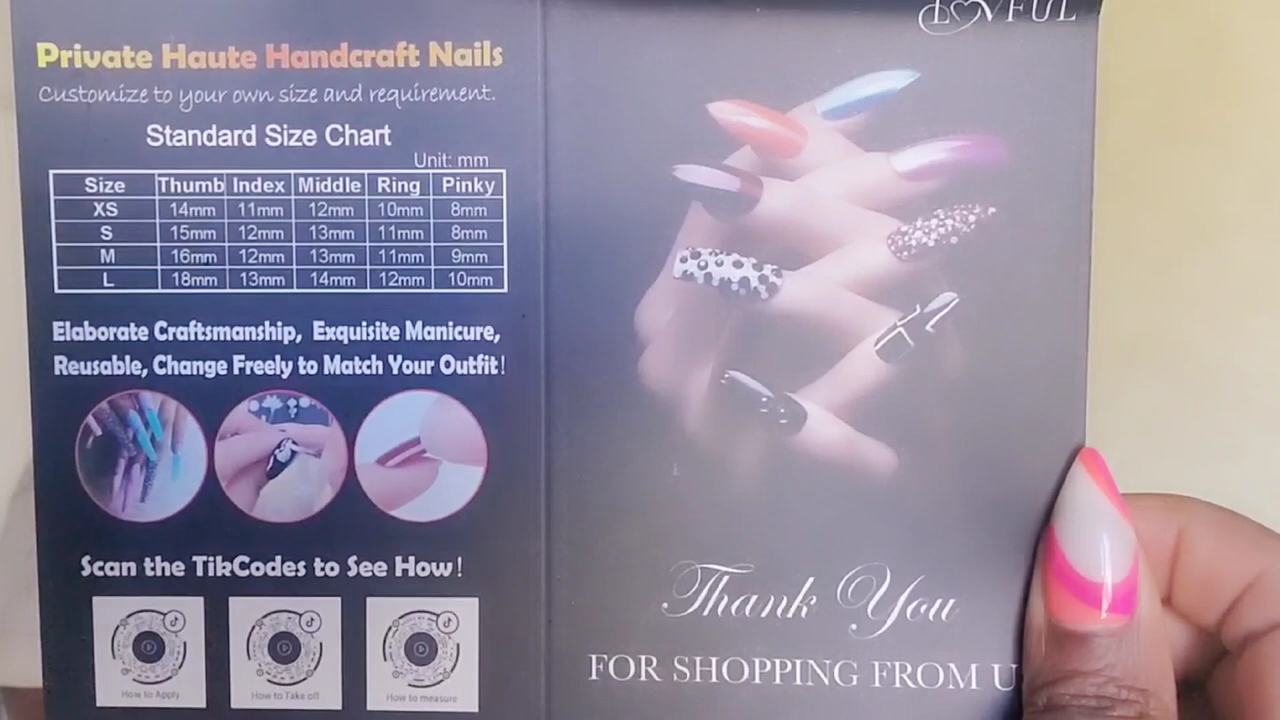 Private Haute Handcraft Nails
Customize to your own size and requirement.
Standard Size Chart
Unit: mm
Size Thumb Index Middle Ring Pinky
XS 14mm 11mm 12mm 10mm 8mm
S 15mm 12mm 13mm 11mm 8mm
M 16mm 12mm 13mm 11mm 9mm
L 18mm 13mm 14mm 12mm 10mm
Elaborate Craftsmanship, Exquisite Manicure,
Reusable, Change Freely to Match Your Outfit!
Scan the TikCodes to See How!
How to Apply
How to Take off
How to measure
LOVFUL
Thank You
FOR SHOPPING FROM U